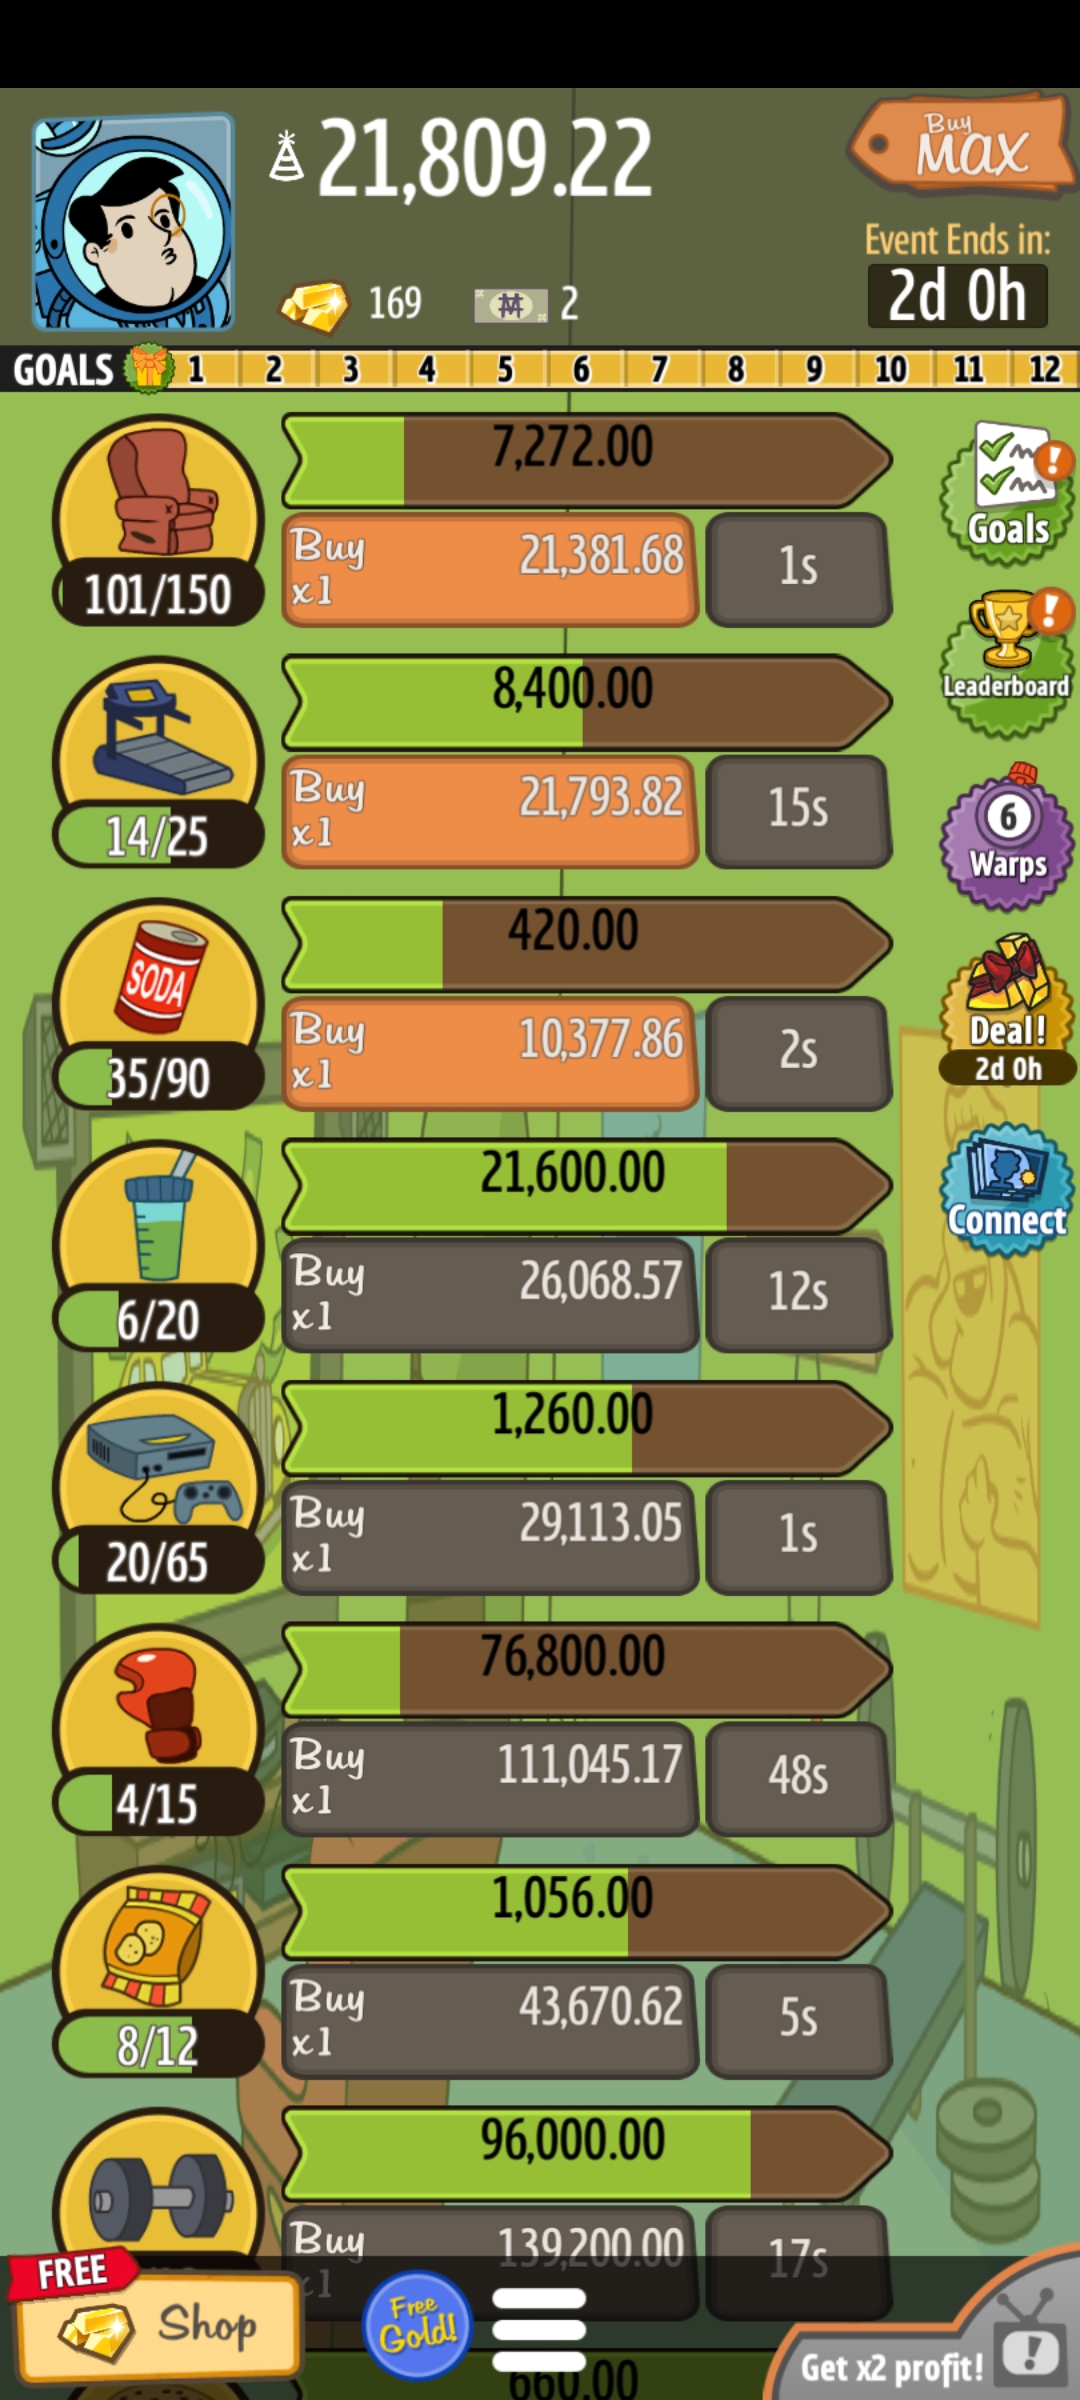 21,809.22
Buy
MAX
169
2
Event Ends in:
2d 0h
GOALS 1 2 3 4 5 6 7 8 9 10 11 12
7,272.00
101/150
Buy x1
21,381.68
1s
Goals
8,400.00
14/25
Buy x1
21,793.82
15s
Leaderboard
6
Warps
420.00
SODA
35/90
Buy x1
10,377.86
2s
Deal!
2d 0h
21,600.00
6/20
Buy x1
26,068.57
12s
Connect
1,260.00
20/65
Buy x1
29,113.05
1s
76,800.00
4/15
Buy x1
111,045.17
48s
1,056.00
8/12
Buy x1
43,670.62
5s
96,000.00
Buy x1
139,200.00
17s
FREE
Shop
Free
Gold!
660.00
Get x2 profit!